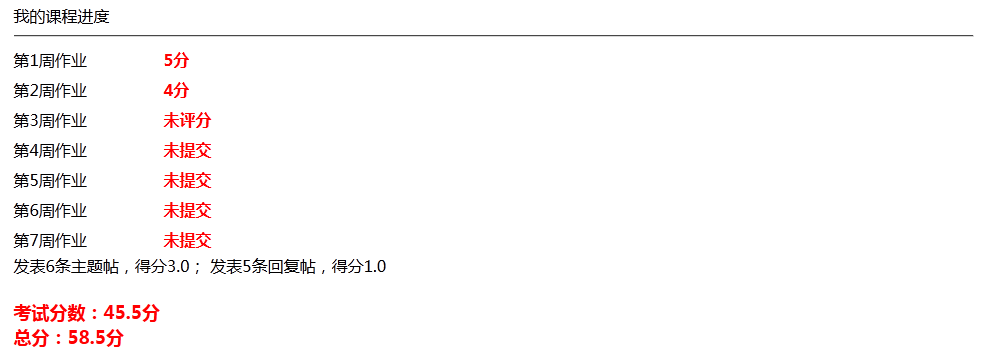 我的课程进度
第1周作业 5分
第2周作业 4分
第3周作业 未评分
第4周作业 未提交
第5周作业 未提交
第6周作业 未提交
第7周作业 未提交
发表6条主题帖，得分3.0； 发表5条回复帖，得分1.0
考试分数：45.5分
总分：58.5分